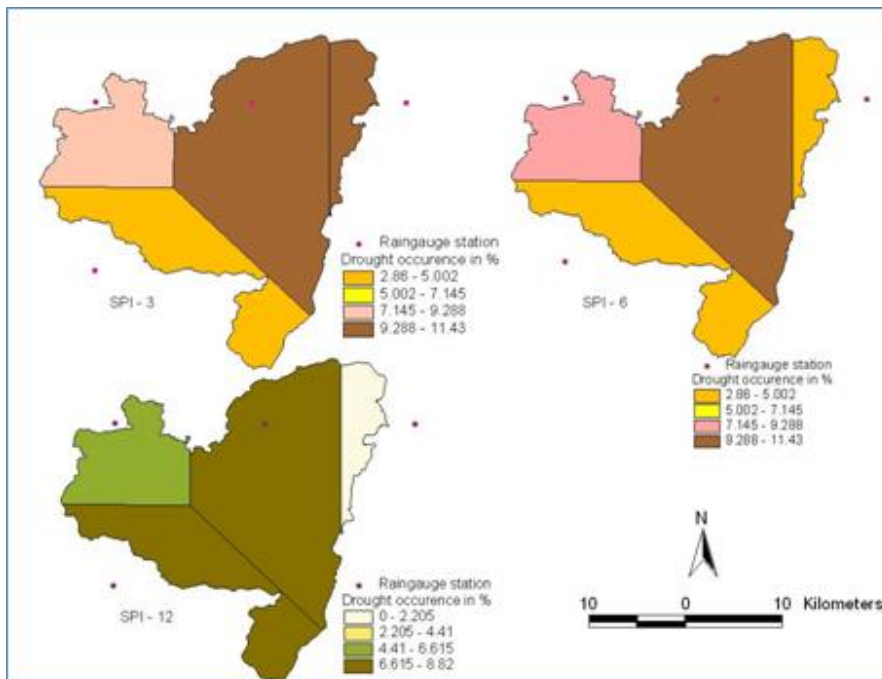 Raingauge station
Drought occurence in %
2.86 - 5.002
5.002 - 7.145
7.145 - 9.288
9.288 - 11.43
SPI - 3
SPI - 6
Raingauge station
Drought occurence in %
2.86 - 5.002
5.002 - 7.145
7.145 - 9.288
9.288 - 11.43
SPI - 12
Raingauge station
Drought occurence in %
0 - 2.205
2.205 - 4.41
4.41 - 6.615
6.615 - 8.82
N
10 0 10 Kilometers